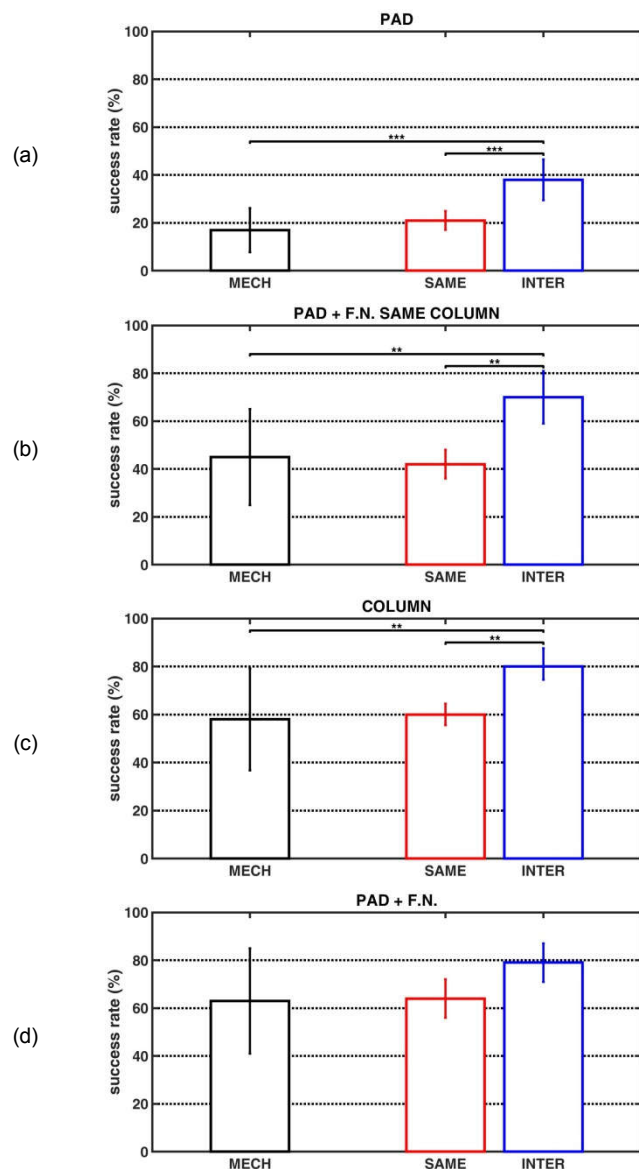 PAD
(a)
success rate (%)
100
80
60
40
20
0
***
***
MECH SAME INTER
PAD + F.N. SAME COLUMN
(b)
success rate (%)
100
80
60
40
20
0
**
**
MECH SAME INTER
COLUMN
(c)
success rate (%)
100
80
60
40
20
0
**
**
MECH SAME INTER
PAD + F.N.
(d)
success rate (%)
100
80
60
40
20
0
MECH SAME INTER